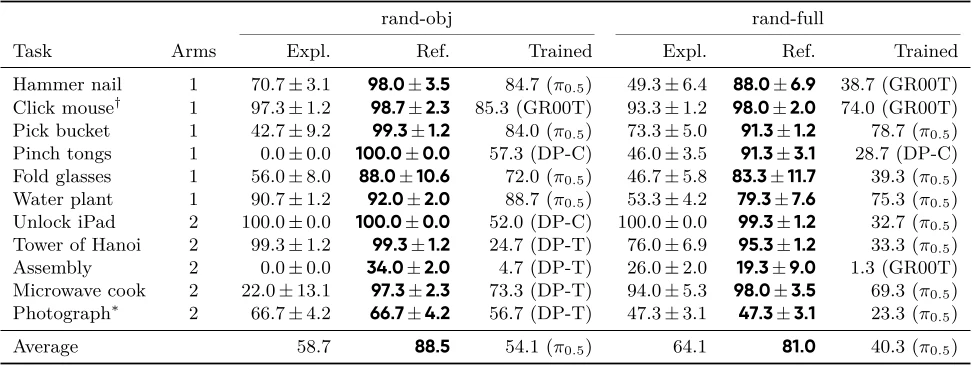 rand-obj rand-full
Task Arms Expl. Ref. Trained Expl. Ref. Trained
Hammer nail 1 70.7 ± 3.1 98.0 ± 3.5 84.7 (π0.5) 49.3 ± 6.4 88.0 ± 6.9 38.7 (GR00T)
Click mouse† 1 97.3 ± 1.2 98.7 ± 2.3 85.3 (GR00T) 93.3 ± 1.2 98.0 ± 2.0 74.0 (GR00T)
Pick bucket 1 42.7 ± 9.2 99.3 ± 1.2 84.0 (π0.5) 73.3 ± 5.0 91.3 ± 1.2 78.7 (π0.5)
Pinch tongs 1 0.0 ± 0.0 100.0 ± 0.0 57.3 (DP-C) 46.0 ± 3.5 91.3 ± 3.1 28.7 (DP-C)
Fold glasses 1 56.0 ± 8.0 88.0 ± 10.6 72.0 (π0.5) 46.7 ± 5.8 83.3 ± 11.7 39.3 (π0.5)
Water plant 1 90.7 ± 1.2 92.0 ± 2.0 88.7 (π0.5) 53.3 ± 4.2 79.3 ± 7.6 75.3 (π0.5)
Unlock iPad 2 100.0 ± 0.0 100.0 ± 0.0 52.0 (DP-C) 100.0 ± 0.0 99.3 ± 1.2 32.7 (π0.5)
Tower of Hanoi 2 99.3 ± 1.2 99.3 ± 1.2 24.7 (DP-T) 76.0 ± 6.9 95.3 ± 1.2 33.3 (π0.5)
Assembly 2 0.0 ± 0.0 34.0 ± 2.0 4.7 (DP-T) 26.0 ± 2.0 19.3 ± 9.0 1.3 (GR00T)
Microwave cook 2 22.0 ± 13.1 97.3 ± 2.3 73.3 (DP-T) 94.0 ± 5.3 98.0 ± 3.5 69.3 (π0.5)
Photograph* 2 66.7 ± 4.2 66.7 ± 4.2 56.7 (DP-T) 47.3 ± 3.1 47.3 ± 3.1 23.3 (π0.5)
Average 58.7 88.5 54.1 (π0.5) 64.1 81.0 40.3 (π0.5)